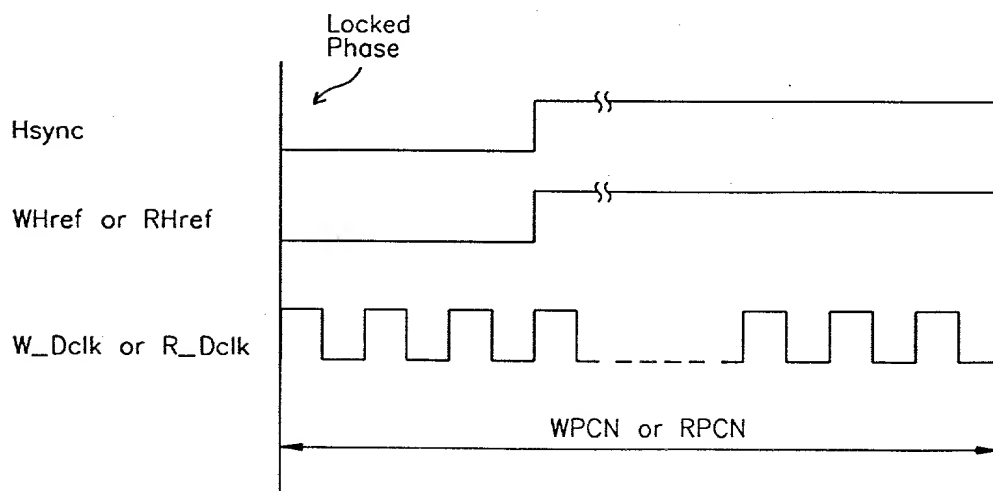 Locked
Phase
Hsync
WHref or RHref
W_Dclk or R_Dclk
WPCN or RPCN